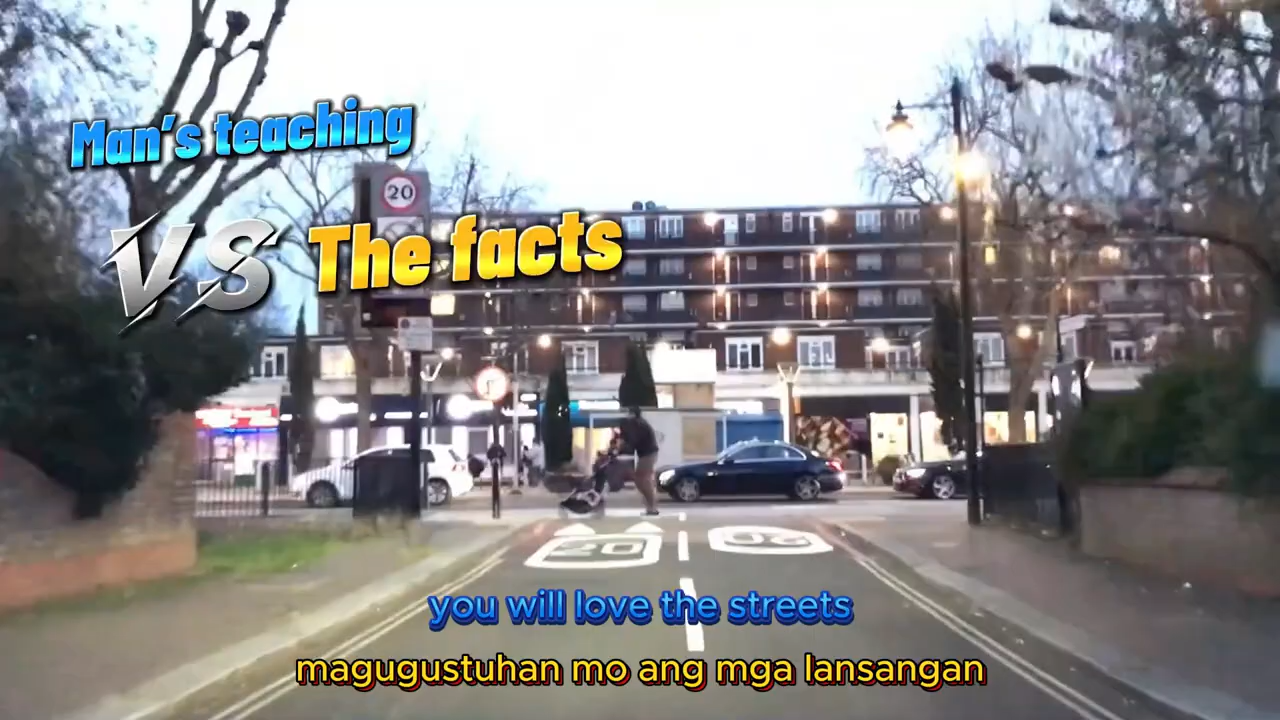 Man's teaching
20
VS The facts
20 20
you will love the streets
magugustuhan mo ang mga lansangan